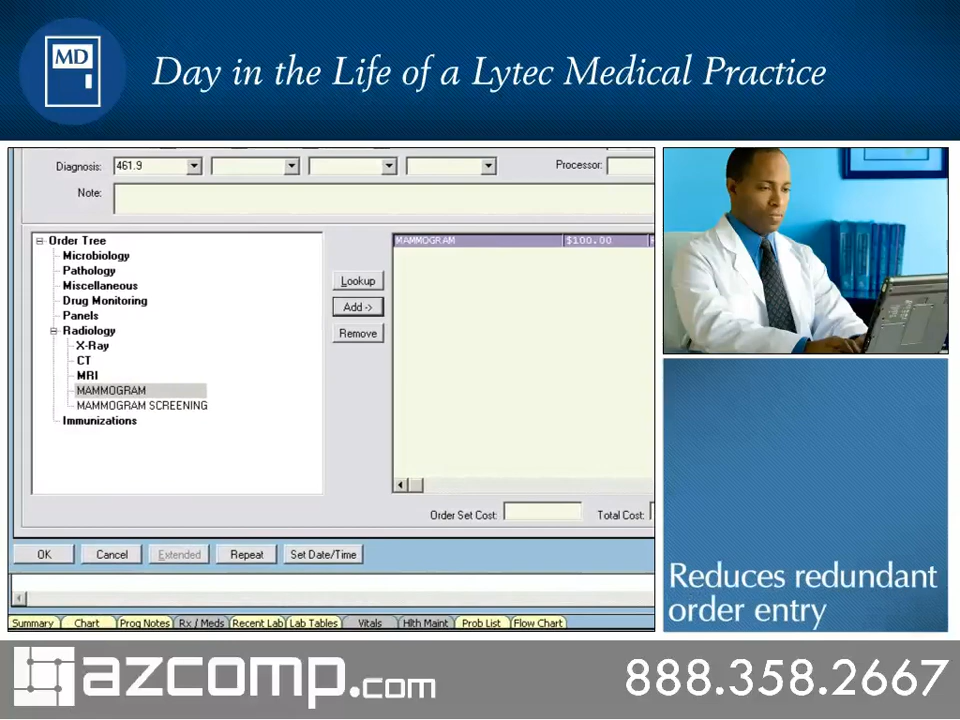 MD
Day in the Life of a Lytec Medical Practice
Diagnosis: 461.9 Processor:
Note:
Order Tree
Microbiology
Pathology
Miscellaneous
Drug Monitoring
Panels
Radiology
X-Ray
CT
MRI
MAMMOGRAM
MAMMOGRAM SCREENING
Immunizations
Lookup
Add ->
Remove
MAMMOGRAM $100.00
Order Set Cost: Total Cost:
OK Cancel Extended Repeat Set Date/Time
Summary Chart Prog Notes Rx / Meds Recent Lab Lab Tables Vitals Hlth Maint Prob List Flow Chart
Reduces redundant
order entry
azcomp.com 888.358.2667